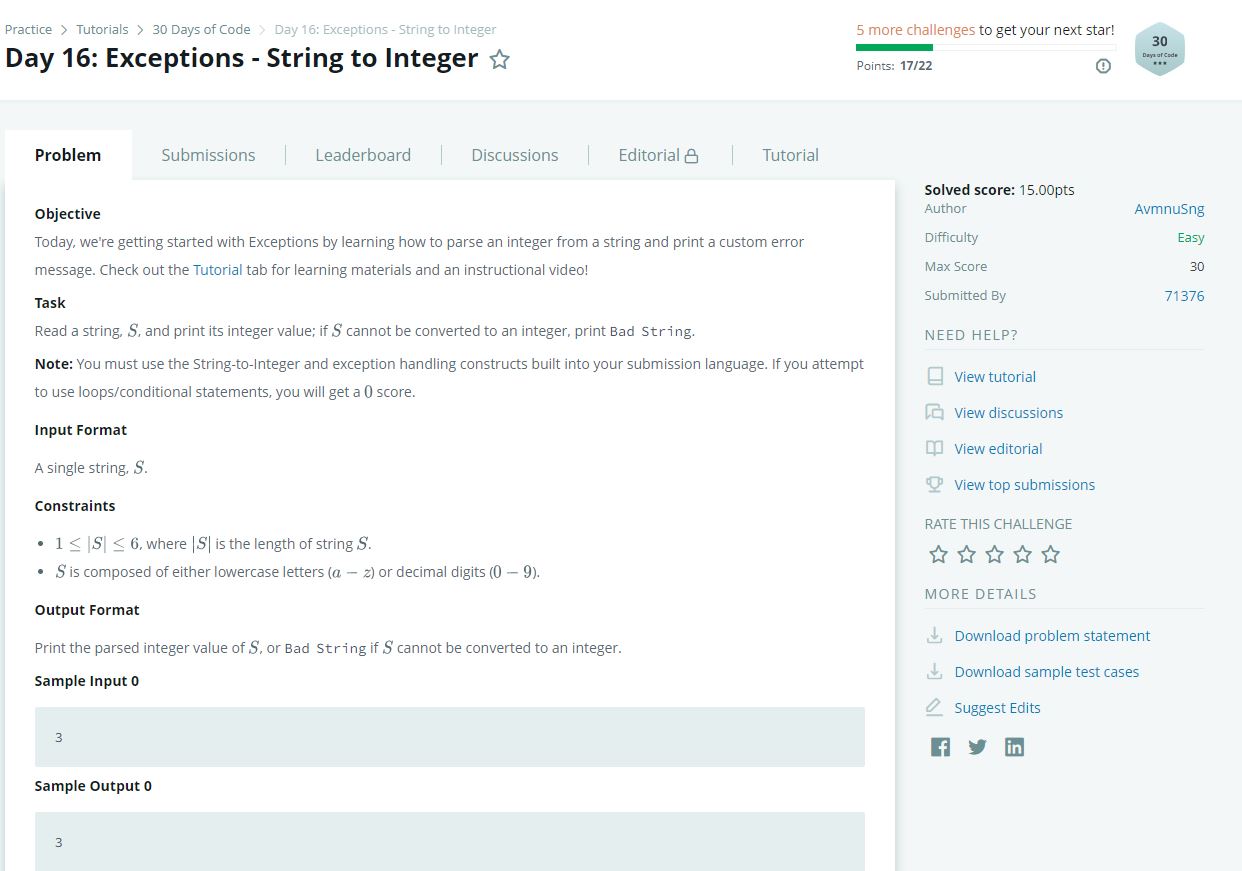 Practice > Tutorials > 30 Days of Code > Day 16: Exceptions - String to Integer
Day 16: Exceptions - String to Integer
5 more challenges to get your next star!
Points: 17/22
30
Days of Code
Problem
Submissions
Leaderboard
Discussions
Editorial
Tutorial
Objective
Today, we're getting started with Exceptions by learning how to parse an integer from a string and print a custom error
message. Check out the Tutorial tab for learning materials and an instructional video!
Task
Read a string, S, and print its integer value; if S cannot be converted to an integer, print Bad String.
Note: You must use the String-to-Integer and exception handling constructs built into your submission language. If you attempt
to use loops/conditional statements, you will get a 0 score.
Input Format
A single string, S.
Constraints
• 1 ≤ |S| ≤ 6, where |S| is the length of string S.
• S is composed of either lowercase letters (a − z) or decimal digits (0 − 9).
Output Format
Print the parsed integer value of S, or Bad String if S cannot be converted to an integer.
Sample Input 0
3
Sample Output 0
3
Solved score: 15.00pts
Author AvmnuSng
Difficulty Easy
Max Score 30
Submitted By 71376
NEED HELP?
View tutorial
View discussions
View editorial
View top submissions
RATE THIS CHALLENGE
MORE DETAILS
Download problem statement
Download sample test cases
Suggest Edits